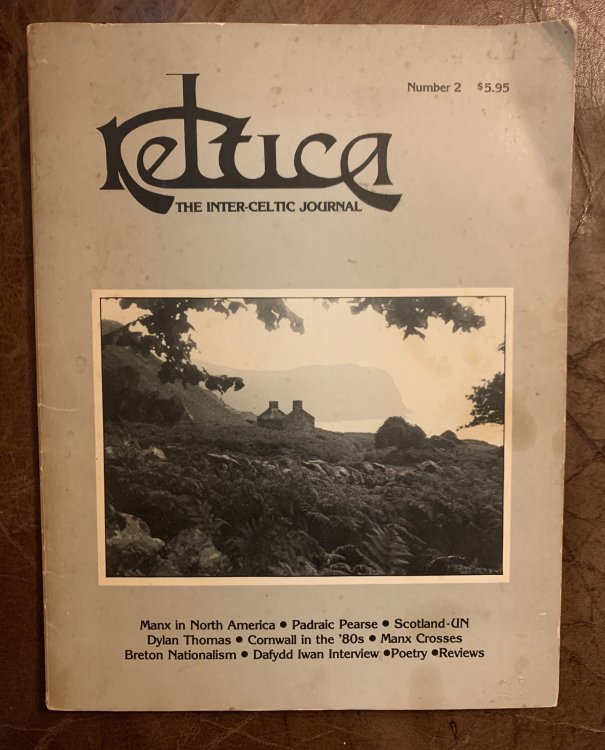 Number 2 $5.95
Keltica
THE INTER-CELTIC JOURNAL
Manx in North America • Padraic Pearse • Scotland-UN
Dylan Thomas • Cornwall in the '80s • Manx Crosses
Breton Nationalism • Dafydd Iwan Interview •Poetry •Reviews